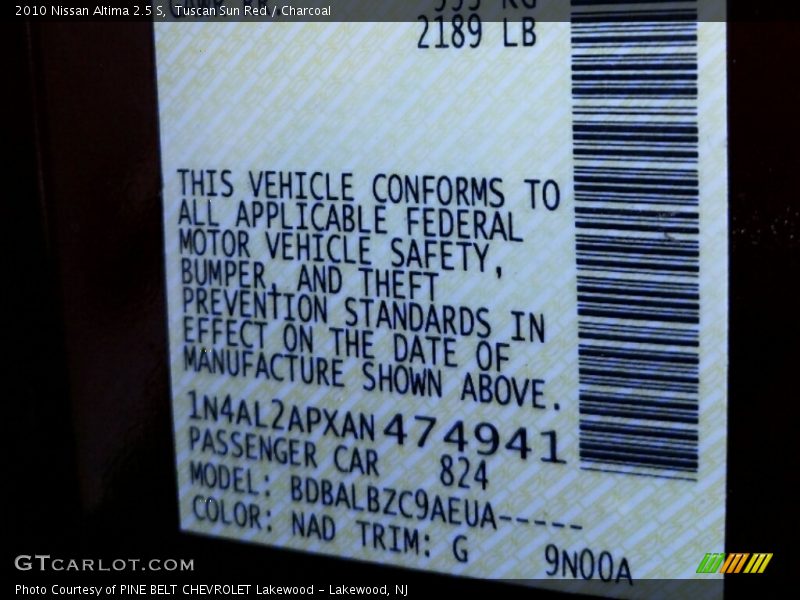 2010 Nissan Altima 2.5 S, Tuscan Sun Red / Charcoal
2189 LB
THIS VEHICLE CONFORMS TO
ALL APPLICABLE FEDERAL
MOTOR VEHICLE SAFETY,
BUMPER, AND THEFT
PREVENTION STANDARDS IN
EFFECT ON THE DATE OF
MANUFACTURE SHOWN ABOVE.
1N4AL2APXAN474941
PASSENGER CAR 824
MODEL: BDBALBZC9AEUA-----
COLOR: NAD TRIM: G 9N00A
GTCARLOT.COM
Photo Courtesy of PINE BELT CHEVROLET Lakewood - Lakewood, NJ